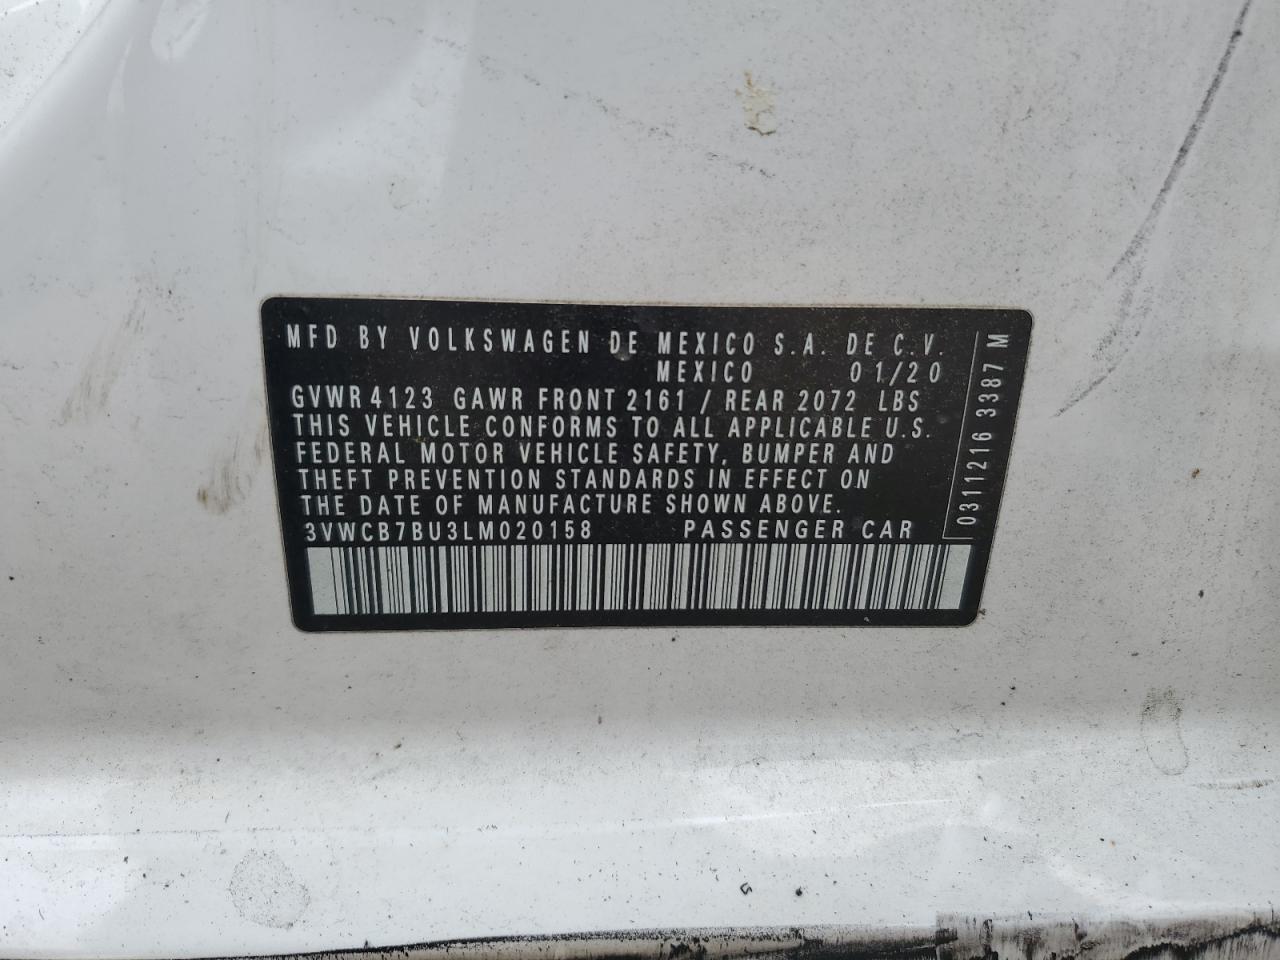 MFD BY VOLKSWAGEN DE MEXICO S.A. DE C.V.
MEXICO 01/20
GVWR 4123 GAWR FRONT 2161 / REAR 2072 LBS
THIS VEHICLE CONFORMS TO ALL APPLICABLE U.S.
FEDERAL MOTOR VEHICLE SAFETY, BUMPER AND
THEFT PREVENTION STANDARDS IN EFFECT ON
THE DATE OF MANUFACTURE SHOWN ABOVE.
3VWCB7BU3LM020158 PASSENGER CAR
0311216 3387 M